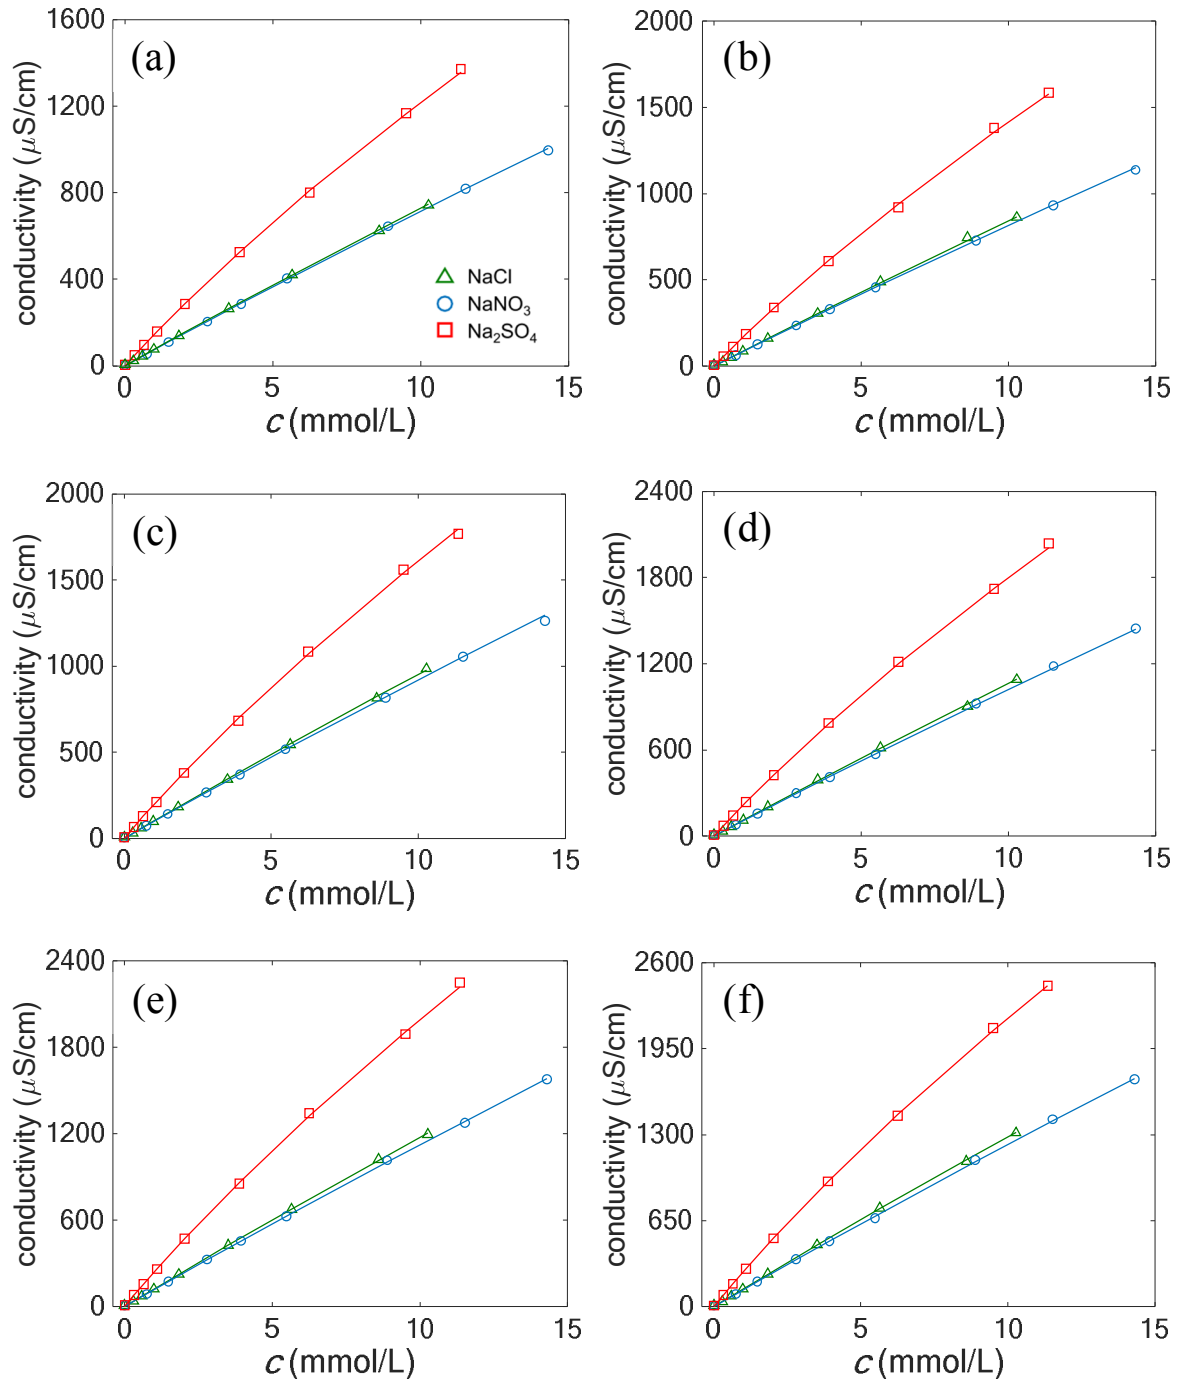 (a)
1600
1200
800
400
0
conductivity (μS/cm)
0 5 10 15
c (mmol/L)
NaCl
NaNO₃
Na₂SO₄
(b)
2000
1500
1000
500
0
conductivity (μS/cm)
0 5 10 15
c (mmol/L)
(c)
2000
1500
1000
500
0
conductivity (μS/cm)
0 5 10 15
c (mmol/L)
(d)
2400
1800
1200
600
0
conductivity (μS/cm)
0 5 10 15
c (mmol/L)
(e)
2400
1800
1200
600
0
conductivity (μS/cm)
0 5 10 15
c (mmol/L)
(f)
2600
1950
1300
650
0
conductivity (μS/cm)
0 5 10 15
c (mmol/L)